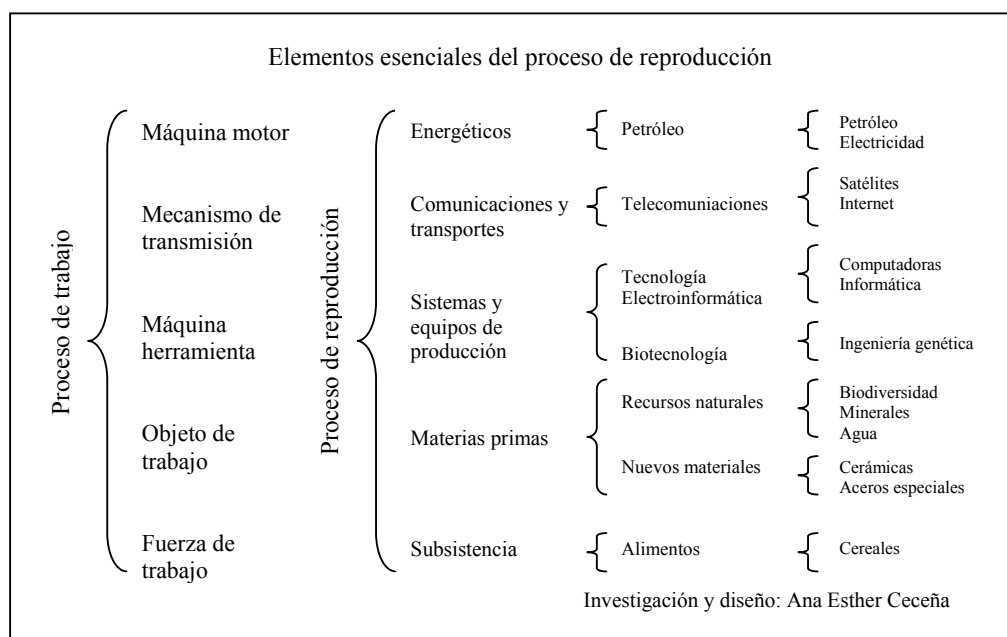 Elementos esenciales del proceso de reproducción
Proceso de trabajo
Máquina motor
Mecanismo de
transmisión
Máquina
herramienta
Objeto de
trabajo
Fuerza de
trabajo
Proceso de reproducción
Energéticos
Petróleo
Petróleo
Electricidad
Comunicaciones y
transportes
Telecomuniaciones
Satélites
Internet
Sistemas y
equipos de
producción
Tecnología
Electroinformática
Computadoras
Informática
Biotecnología
Ingeniería genética
Materias primas
Recursos naturales
Biodiversidad
Minerales
Agua
Nuevos materiales
Cerámicas
Aceros especiales
Subsistencia
Alimentos
Cereales
Investigación y diseño: Ana Esther Ceceña